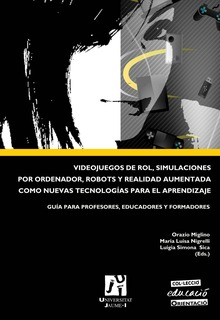 VIDEOJUEGOS DE ROL, SIMULACIONES
POR ORDENADOR, ROBOTS Y REALIDAD AUMENTADA
COMO NUEVAS TECNOLOGÍAS PARA EL APRENDIZAJE
GUÍA PARA PROFESORES, EDUCADORES Y FORMADORES
Orazio Miglino
Maria Luisa Nigrelli
Luigia Simona Sica
(Eds.)
UNIVERSITAT
JAUME·I
COL·LECCIÓ
educació
ORIENTACIÓ